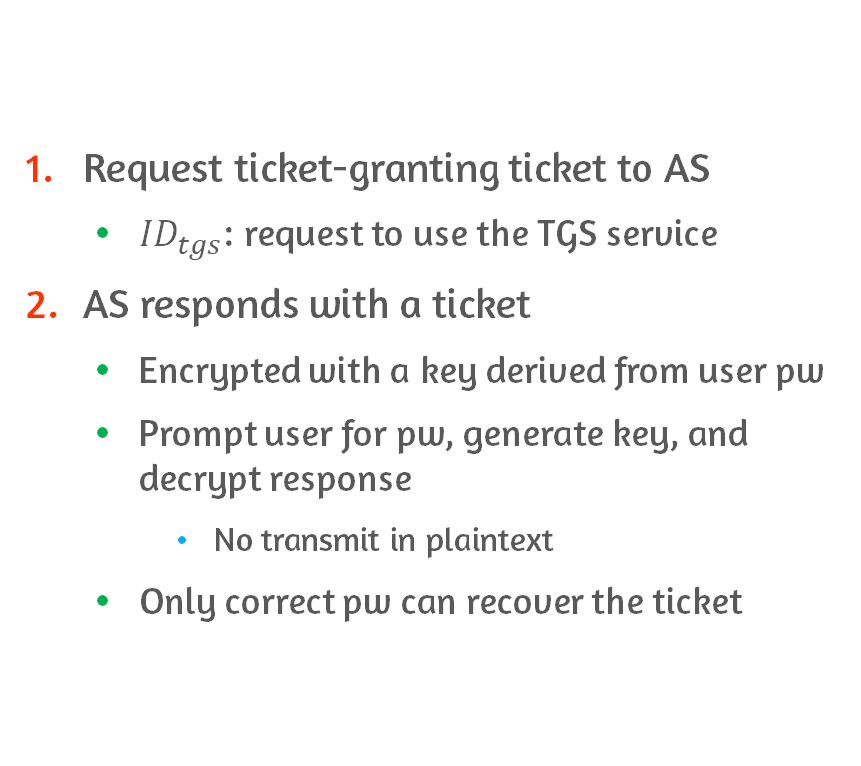 1. Request ticket-granting ticket to AS
• ID_tgs: request to use the TGS service
2. AS responds with a ticket
• Encrypted with a key derived from user pw
• Prompt user for pw, generate key, and
decrypt response
• No transmit in plaintext
• Only correct pw can recover the ticket